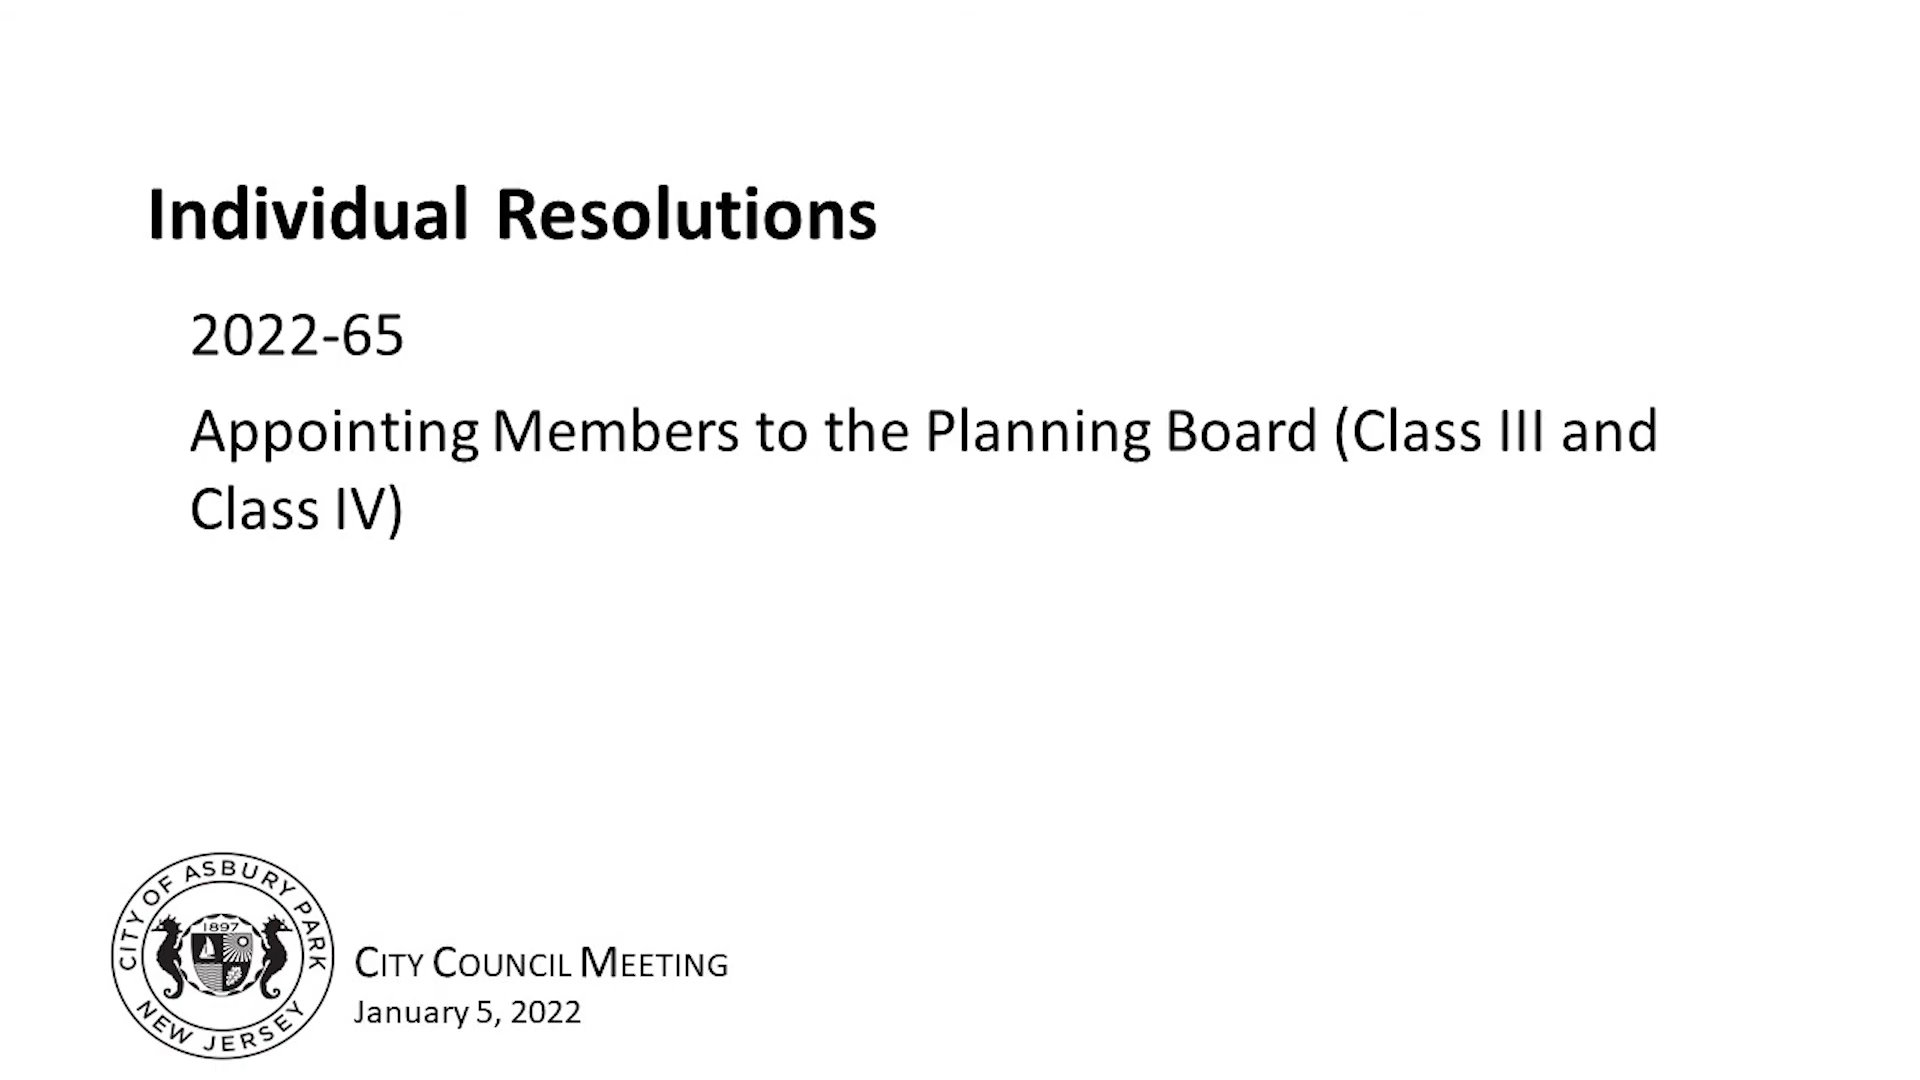 Individual Resolutions
2022-65
Appointing Members to the Planning Board (Class III and
Class IV)
CITY OF ASBURY PARK
1897
NEW JERSEY
CITY COUNCIL MEETING
January 5, 2022